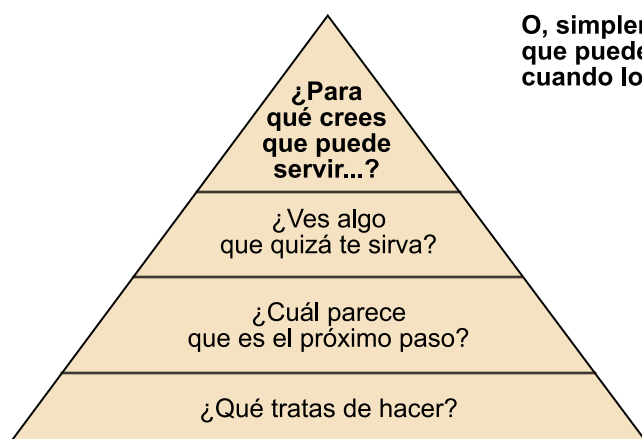 O, simplemente
que puede
cuando lo
¿Para
qué crees
que puede
servir...?
¿Ves algo
que quizá te sirva?
¿Cuál parece
que es el próximo paso?
¿Qué tratas de hacer?